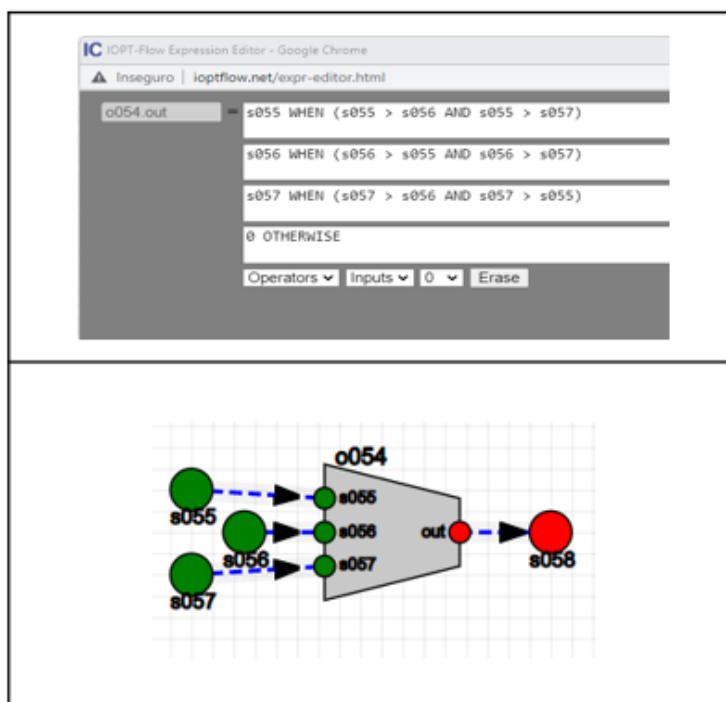 IC IOPT-Flow Expression Editor - Google Chrome
Inseguro | ioptflow.net/expr-editor.html
o054.out = s055 WHEN (s055 > s056 AND s055 > s057)
s056 WHEN (s056 > s055 AND s056 > s057)
s057 WHEN (s057 > s056 AND s057 > s055)
0 OTHERWISE
Operators Inputs 0 Erase
o054
s055
s055
s056
s056
s057
s057
out
s058